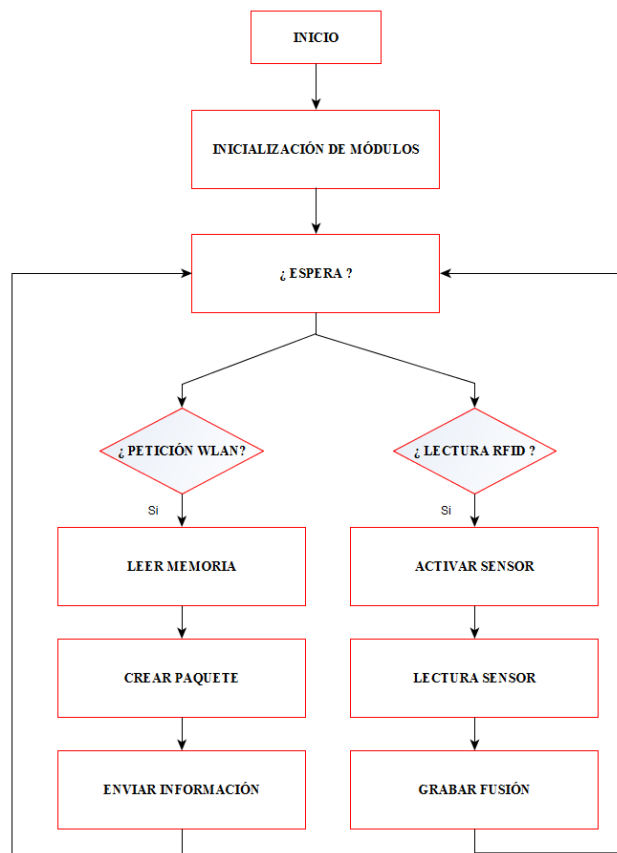 INICIO
INICIALIZACIÓN DE MÓDULOS
¿ ESPERA ?
¿ PETICIÓN WLAN?
¿ LECTURA RFID ?
Si
Si
LEER MEMORIA
ACTIVAR SENSOR
CREAR PAQUETE
LECTURA SENSOR
ENVIAR INFORMACIÓN
GRABAR FUSIÓN